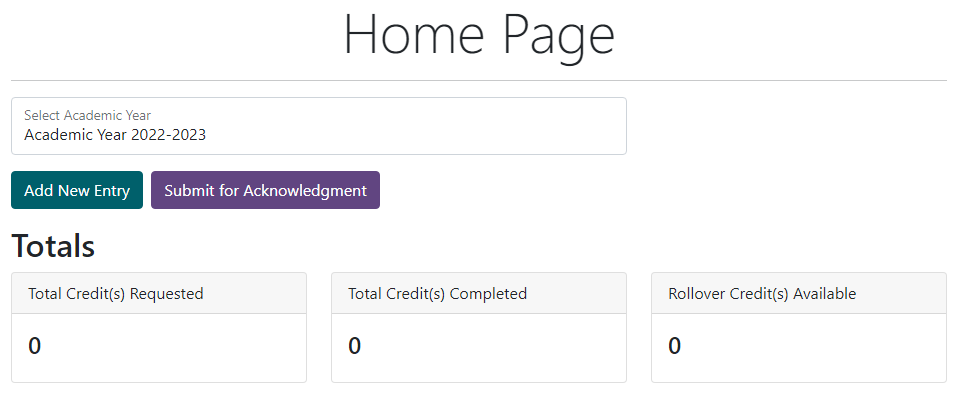 Home Page
Select Academic Year
Academic Year 2022-2023
Add New Entry Submit for Acknowledgment
Totals
Total Credit(s) Requested Total Credit(s) Completed Rollover Credit(s) Available
0 0 0